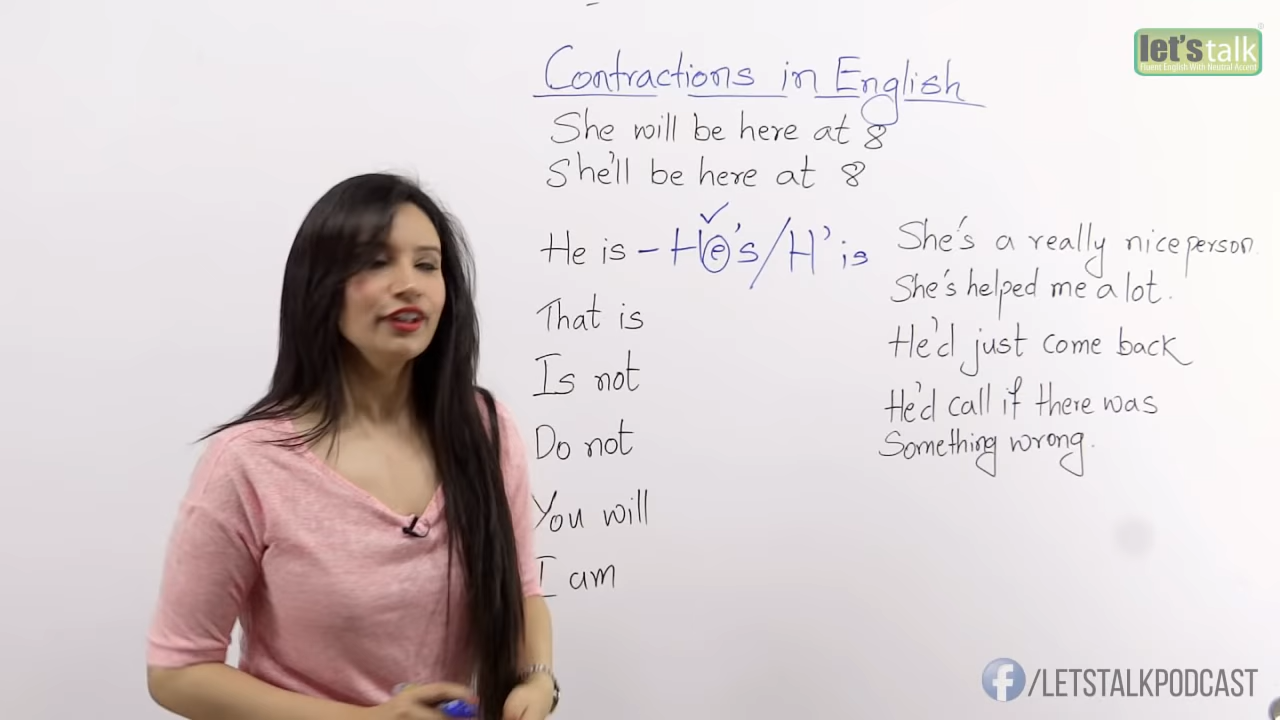 let's talk
Fluent English With Neutral Accent
Contractions in English
She will be here at 8
She'll be here at 8
He is - He's / H'is
That is
Is not
Do not
You will
I am
She's a really nice person
She's helped me a lot.
He'd just come back
He'd call if there was
Something wrong.
f /LETSTALKPODCAST